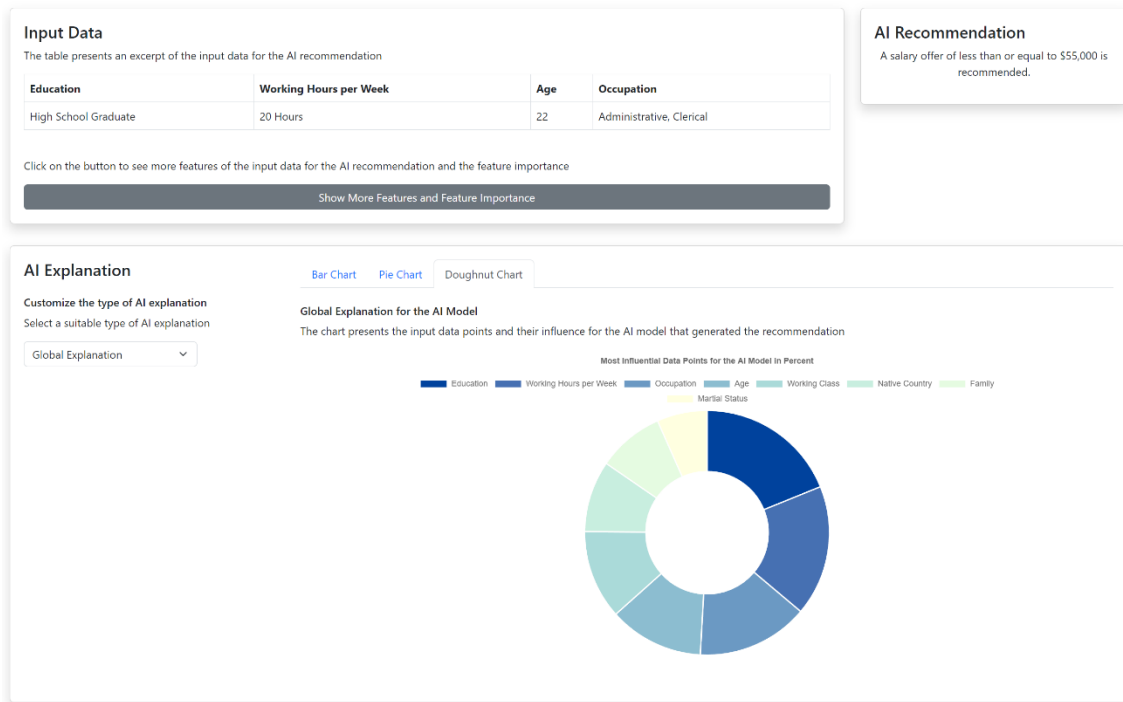 Input Data
The table presents an excerpt of the input data for the AI recommendation
Education Working Hours per Week Age Occupation
High School Graduate 20 Hours 22 Administrative, Clerical
Click on the button to see more features of the input data for the AI recommendation and the feature importance
Show More Features and Feature Importance
AI Recommendation
A salary offer of less than or equal to $55,000 is
recommended.
AI Explanation
Customize the type of AI explanation
Select a suitable type of AI explanation
Global Explanation
Bar Chart Pie Chart Doughnut Chart
Global Explanation for the AI Model
The chart presents the input data points and their influence for the AI model that generated the recommendation
Most Influential Data Points for the AI Model in Percent
Education Working Hours per Week Occupation Age Working Class Native Country Family
Martial Status